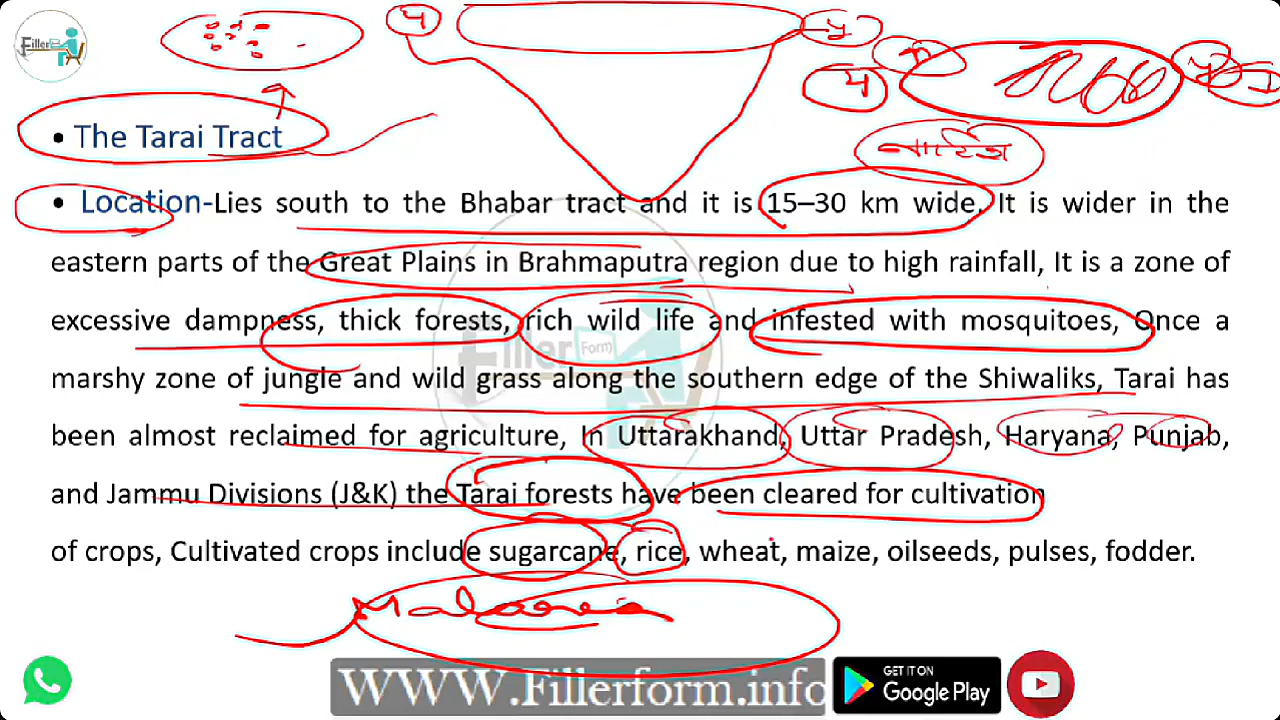 Filler
प
पू
प
न
पू
D
बारिश
• The Tarai Tract
• Location-Lies south to the Bhabar tract and it is 15–30 km wide, It is wider in the
eastern parts of the Great Plains in Brahmaputra region due to high rainfall, It is a zone of
excessive dampness, thick forests, rich wild life and infested with mosquitoes, Once a
marshy zone of jungle and wild grass along the southern edge of the Shiwaliks, Tarai has
been almost reclaimed for agriculture, In Uttarakhand, Uttar Pradesh, Haryana, Punjab,
and Jammu Divisions (J&K) the Tarai forests have been cleared for cultivation
of crops, Cultivated crops include sugarcane, rice, wheat, maize, oilseeds, pulses, fodder.
Filler Form
Malaria
WWW.Fillerform.info
GET IT ON
Google Play